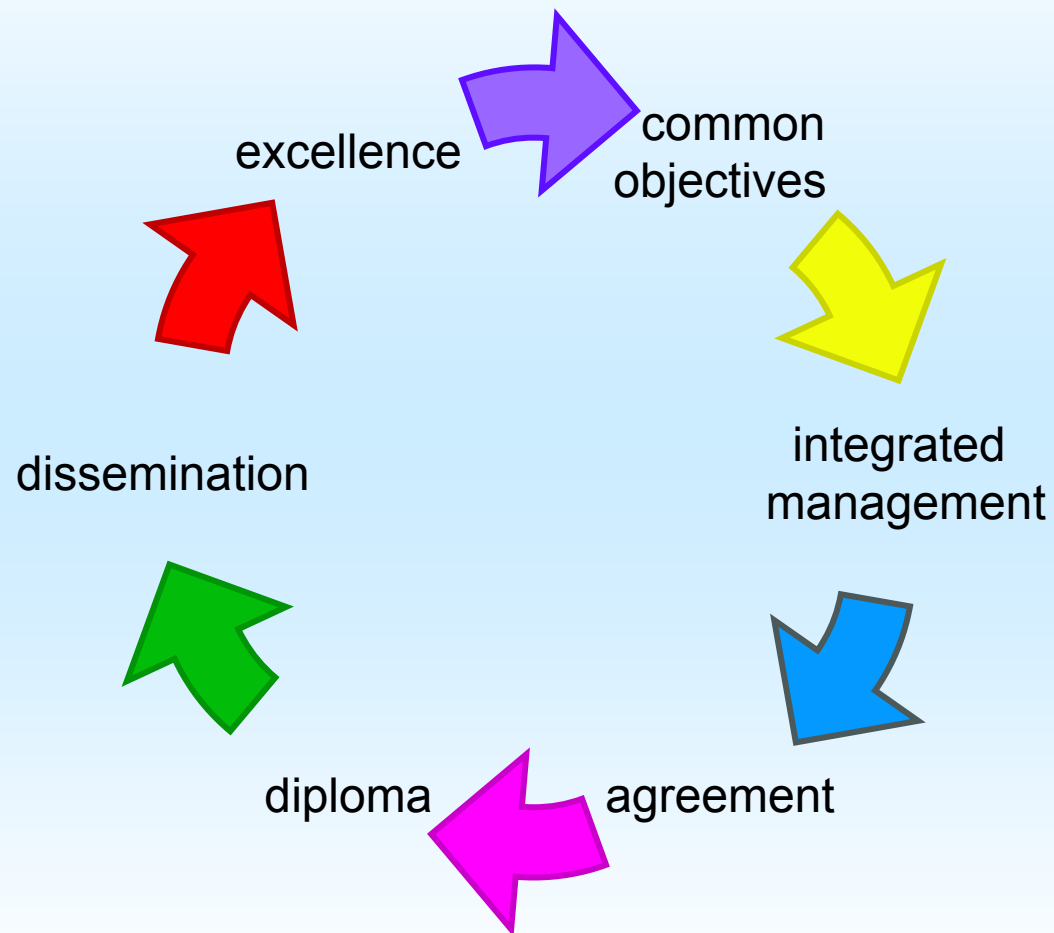 excellence
common
objectives
integrated
management
agreement
diploma
dissemination